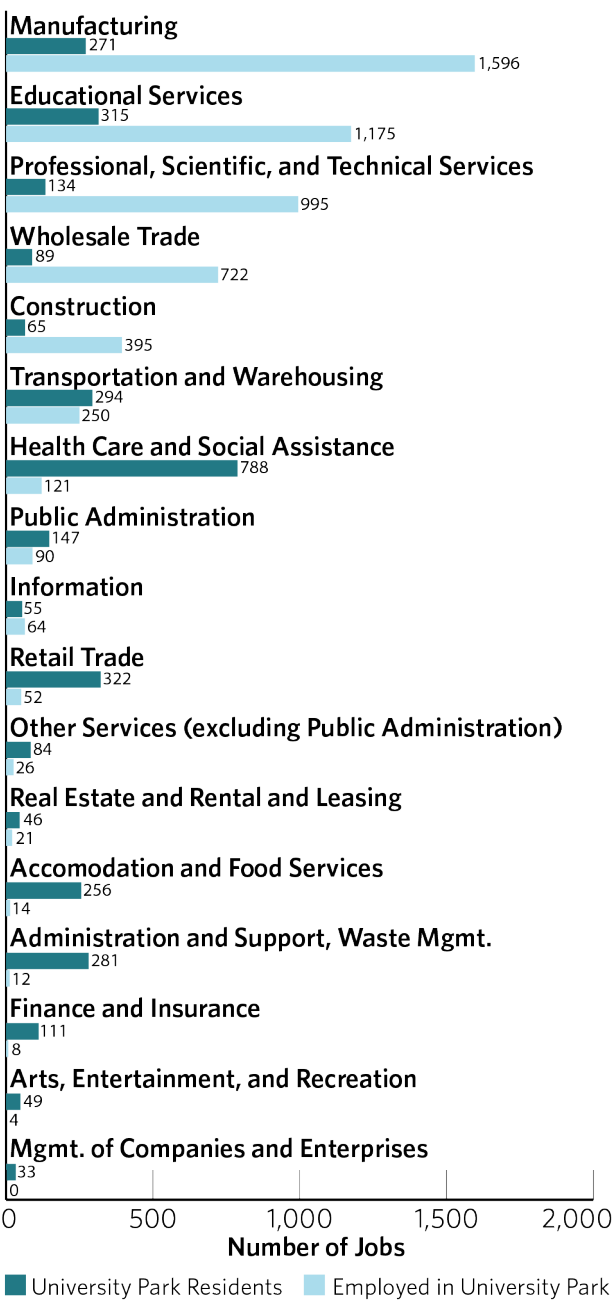 Manufacturing
271
1,596
Educational Services
315
1,175
Professional, Scientific, and Technical Services
134
995
Wholesale Trade
89
722
Construction
65
395
Transportation and Warehousing
294
250
Health Care and Social Assistance
788
121
Public Administration
147
90
Information
55
64
Retail Trade
322
52
Other Services (excluding Public Administration)
84
26
Real Estate and Rental and Leasing
46
21
Accomodation and Food Services
256
14
Administration and Support, Waste Mgmt.
281
12
Finance and Insurance
111
8
Arts, Entertainment, and Recreation
49
4
Mgmt. of Companies and Enterprises
33
0
0 500 1,000 1,500 2,000
Number of Jobs
University Park Residents Employed in University Park